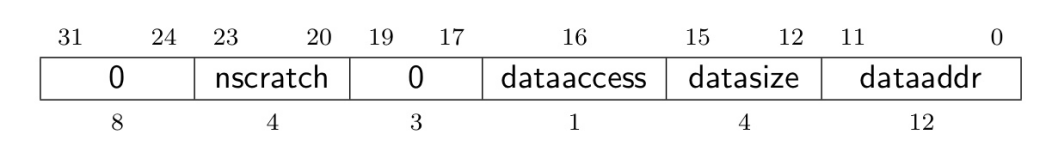 31 24 23 20 19 17 16 15 12 11 0
0 nscratch 0 dataaccess datasize dataaddr
8 4 3 1 4 12